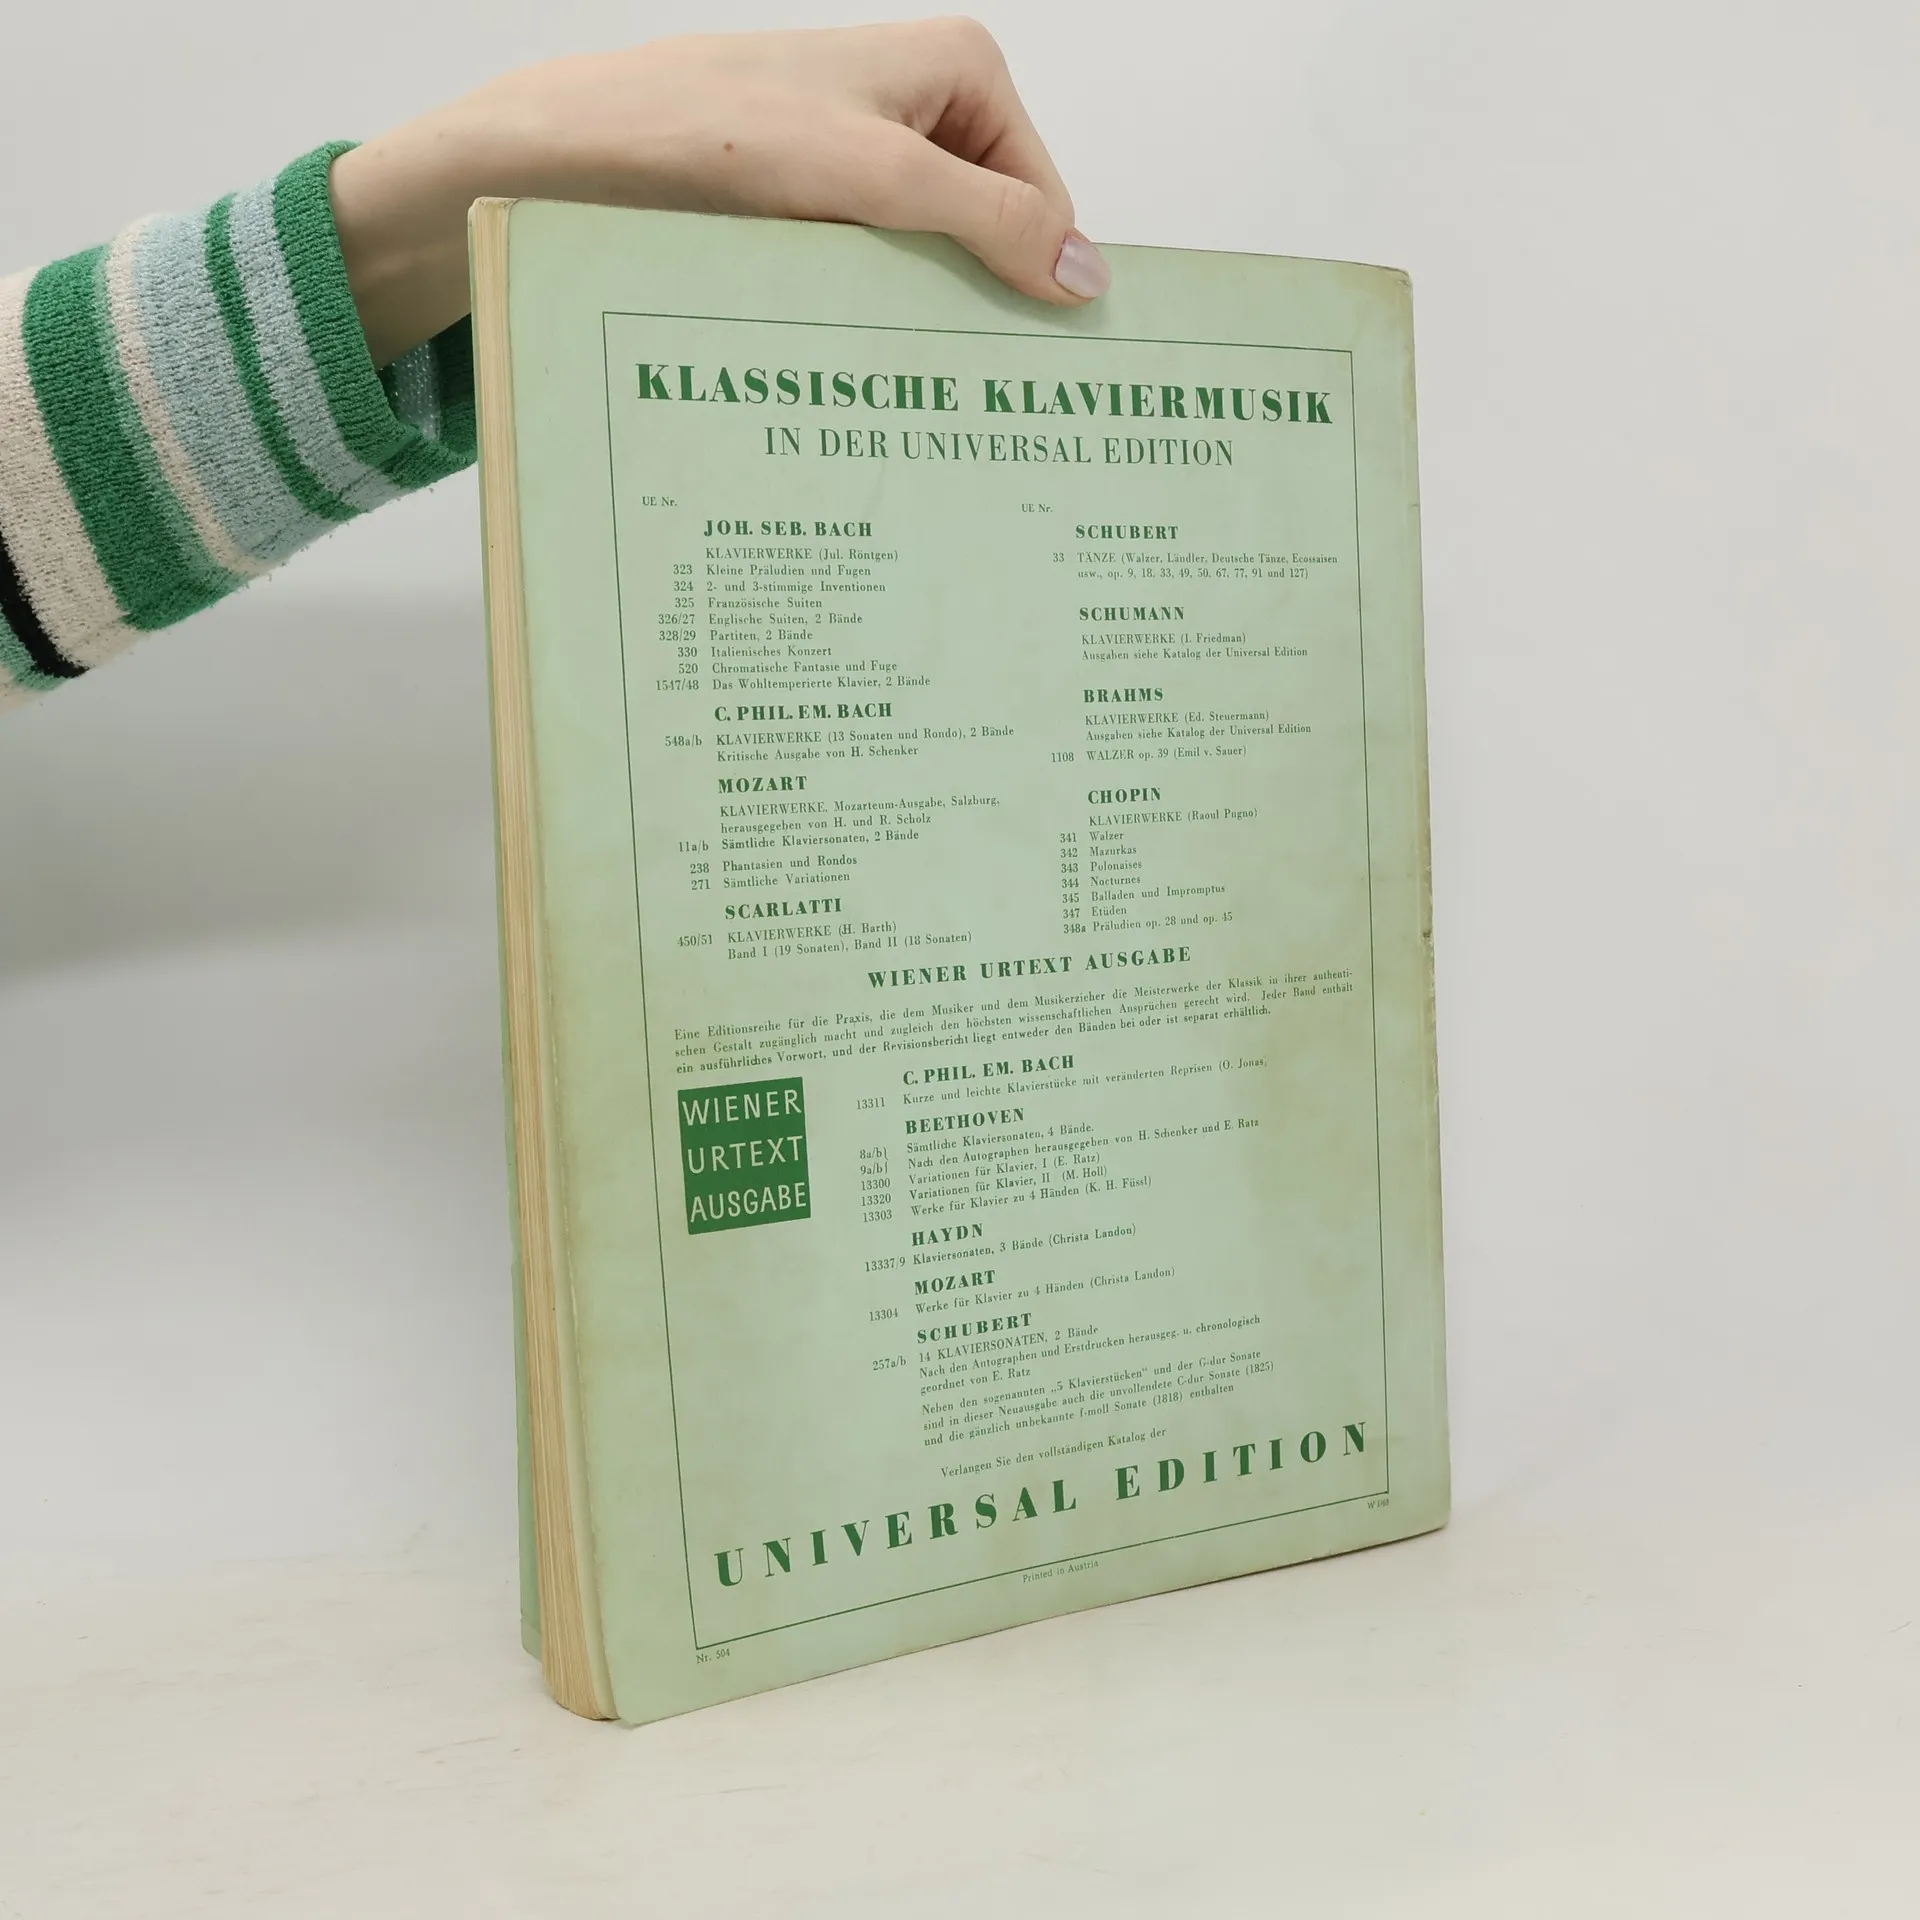 KLASSISCHE KLAVIERMUSIK
IN DER UNIVERSAL EDITION
UE Nr.
JOH. SEB. BACH
KLAVIERWERKE (Jul. Röntgen)
323 Kleine Präludien und Fugen
324 2- und 3-stimmige Inventionen
325 Französische Suiten
326/27 Englische Suiten, 2 Bände
328/29 Partiten, 2 Bände
330 Italienisches Konzert
520 Chromatische Fantasie und Fuge
1547/48 Das Wohltemperierte Klavier, 2 Bände
C. PHIL. EM. BACH
548a/b KLAVIERWERKE (13 Sonaten und Rondo), 2 Bände
Kritische Ausgabe von H. Schenker
MOZART
KLAVIERWERKE, Mozarteum-Ausgabe, Salzburg,
herausgegeben von H. und R. Scholz
11a/b Sämtliche Klaviersonaten, 2 Bände
238 Phantasien und Rondos
271 Sämtliche Variationen
SCARLATTI
450/51 KLAVIERWERKE (H. Barth)
Band I (19 Sonaten), Band II (18 Sonaten)
UE Nr.
SCHUBERT
33 TÄNZE (Walzer, Ländler, Deutsche Tänze, Ecossaisen
usw., op. 9, 18, 33, 49, 50, 67, 77, 91 und 127)
SCHUMANN
KLAVIERWERKE (I. Friedman)
Ausgaben siehe Katalog der Universal Edition
BRAHMS
KLAVIERWERKE (Ed. Steuermann)
Ausgaben siehe Katalog der Universal Edition
1108 WALZER op. 39 (Emil v. Sauer)
CHOPIN
KLAVIERWERKE (Raoul Pugno)
341 Walzer
342 Mazurkas
343 Polonaises
344 Nocturnes
345 Balladen und Impromptus
347 Etüden
348a Präludien op. 28 und op. 45
WIENER URTEXT AUSGABE
Eine Editionsreihe für die Praxis, die dem Musiker und dem Musikerzieher die Meisterwerke der Klassik in ihrer authenti-
schen Gestalt zugänglich macht und zugleich den höchsten wissenschaftlichen Ansprüchen gerecht wird. Jeder Band enthält
ein ausführliches Vorwort, und der Revisionsbericht liegt entweder den Bänden bei oder ist separat erhältlich.
WIENER
URTEXT
AUSGABE
C. PHIL. EM. BACH
13311 Kurze und leichte Klavierstücke mit veränderten Reprisen (O. Jonas)
BEETHOVEN
8a/b} Sämtliche Klaviersonaten, 4 Bände.
9a/b} Nach den Autographen herausgegeben von H. Schenker und E. Ratz
13300 Variationen für Klavier, I (E. Ratz)
13320 Variationen für Klavier, II (M. Holl)
13303 Werke für Klavier zu 4 Händen (K. H. Füssl)
HAYDN
13337/9 Klaviersonaten, 3 Bände (Christa Landon)
MOZART
13304 Werke für Klavier zu 4 Händen (Christa Landon)
SCHUBERT
257a/b 14 KLAVIERSONATEN, 2 Bände
Nach den Autographen und Erstdrucken herausgeg. u. chronologisch
geordnet von E. Ratz
Neben den sogenannten „5 Klavierstücken“ und der G-dur Sonate
sind in dieser Neuausgabe auch die unvollendete C-dur Sonate (1825)
und die gänzlich unbekannte f-moll Sonate (1818) enthalten
Verlangen Sie den vollständigen Katalog der
UNIVERSAL EDITION
Nr. 504
Printed in Austria